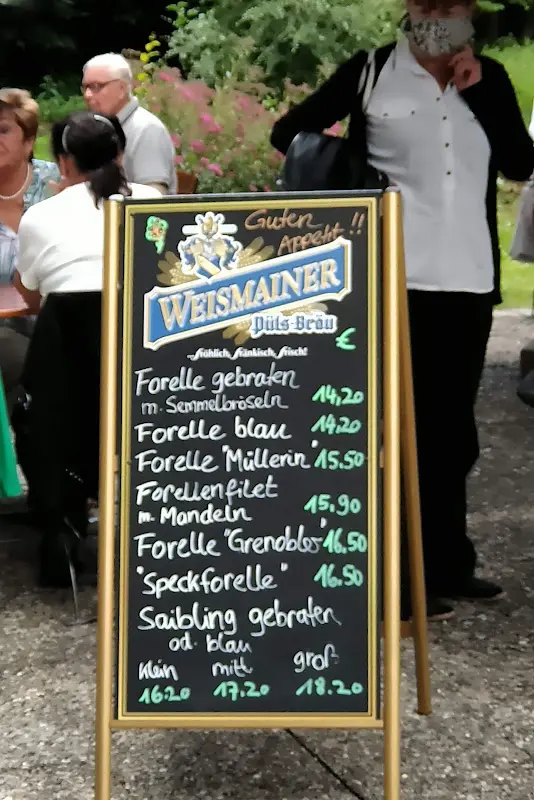 Guten
Appetit !!
WEISMAINER
Püls-Bräu
...fröhlich, fränkisch, frisch!
€
Forelle gebraten
m. Semmelbröseln 14,20
Forelle blau 14.20
Forelle "Müllerin" 15.50
Forellenfilet
m. Mandeln 15.90
Forelle "Grenobler" 16.50
"Speckforelle" 16.50
Saibling gebraten
od. blau
klein mitt groß
16.20 17.20 18.20